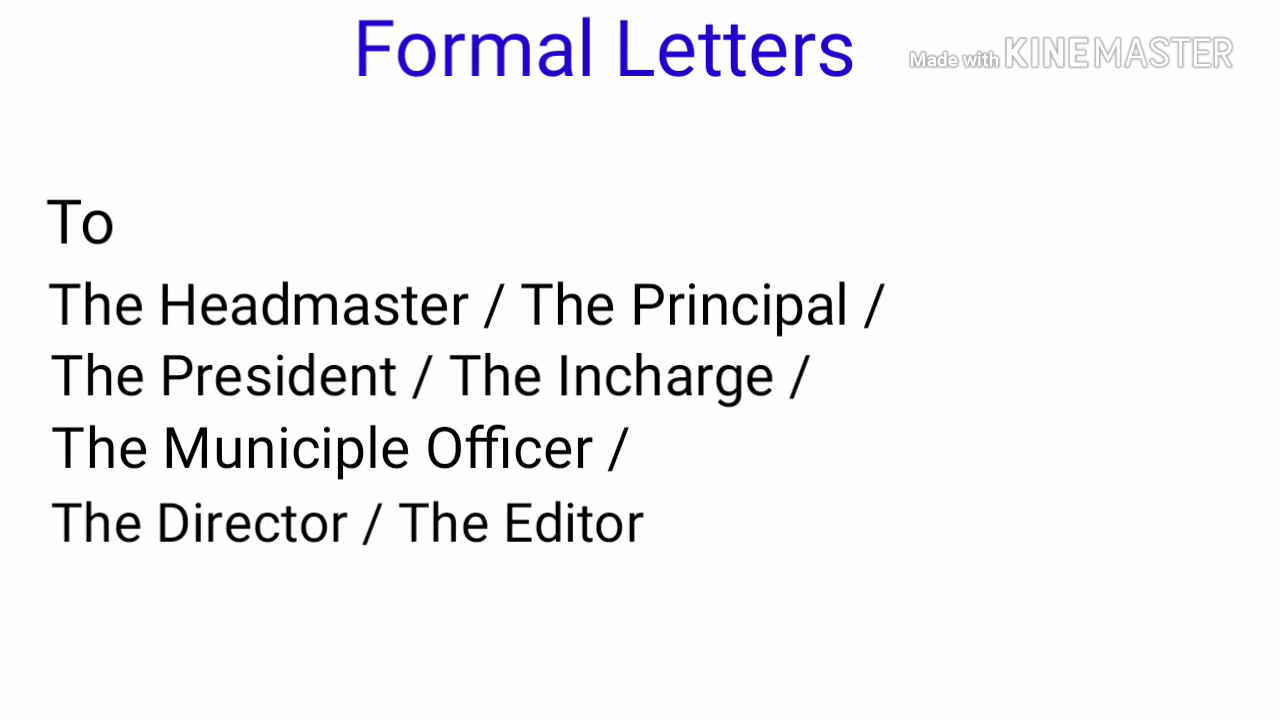 Formal Letters
Made with KINEMASTER
To
The Headmaster / The Principal /
The President / The Incharge /
The Municiple Officer /
The Director / The Editor